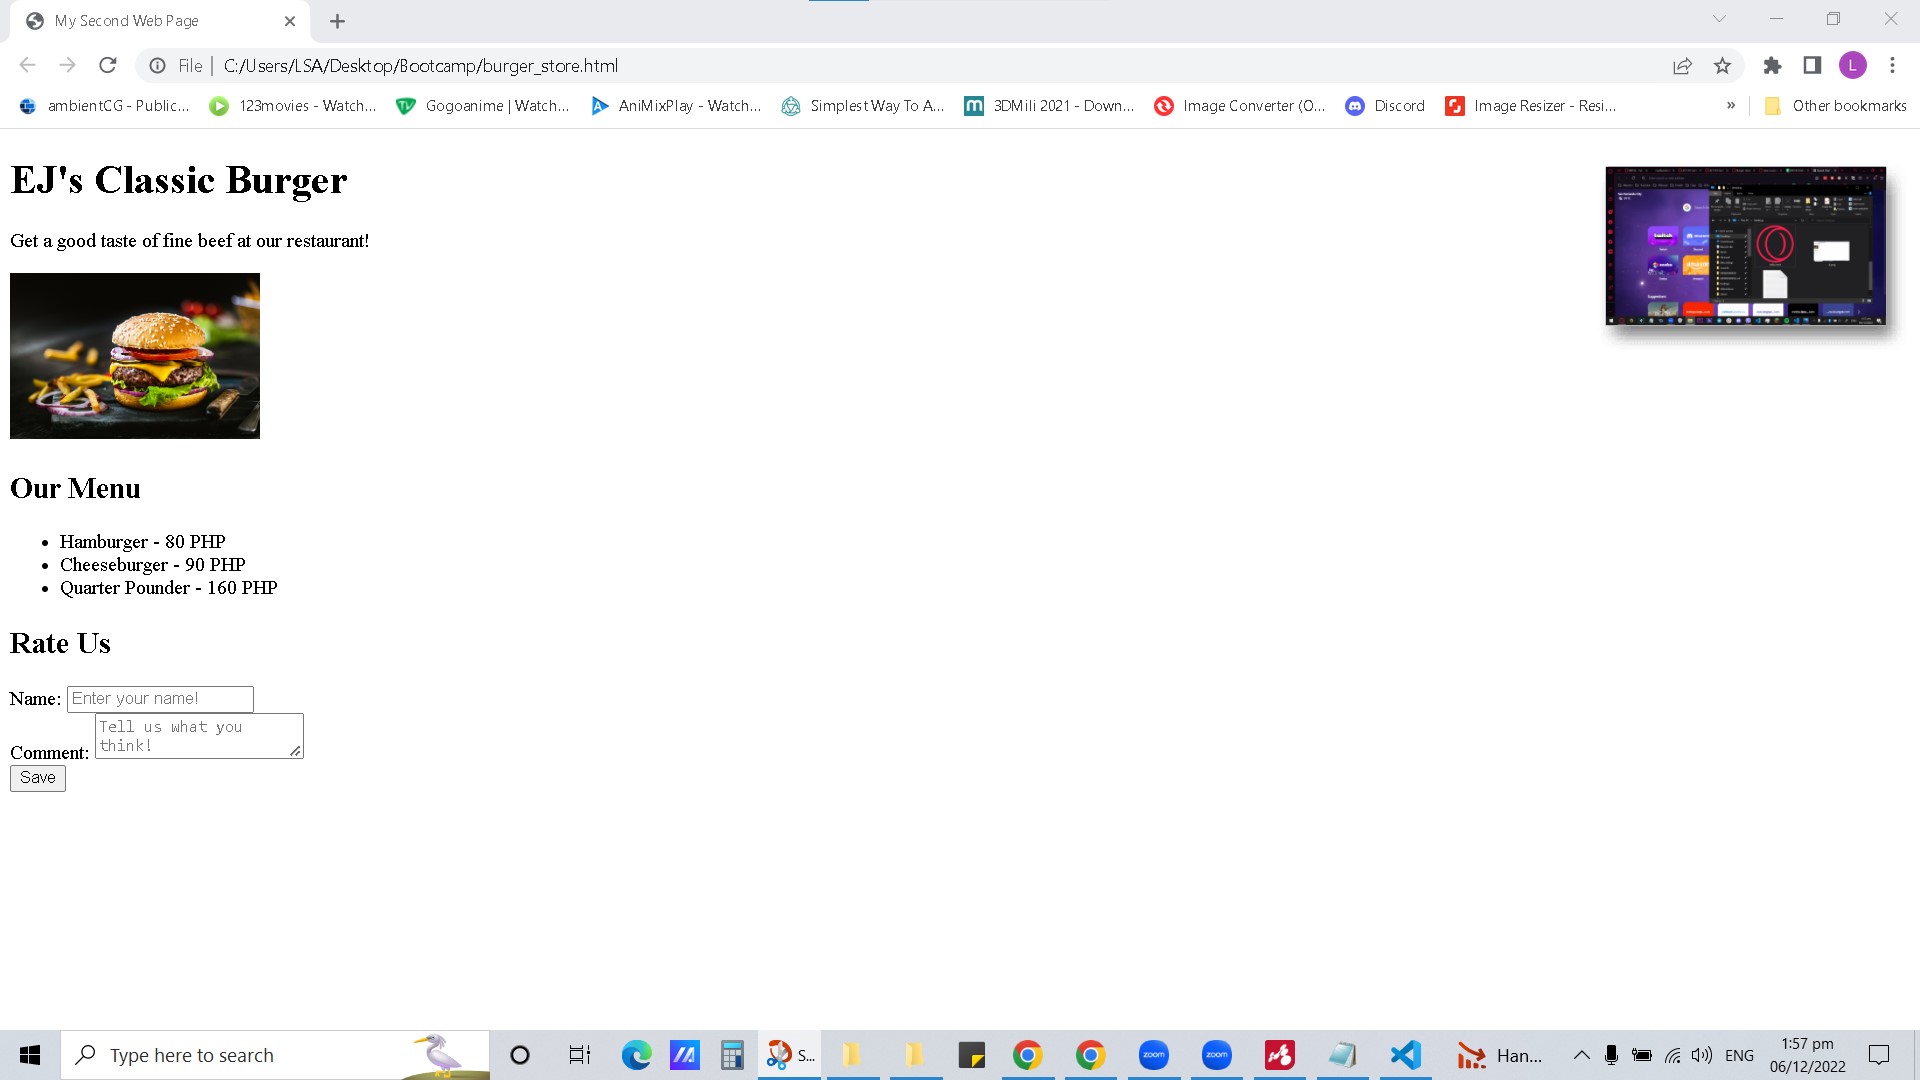 My Second Web Page
File | C:/Users/LSA/Desktop/Bootcamp/burger_store.html
L
ambientCG - Public... 123movies - Watch... Gogoanime | Watch... AniMixPlay - Watch... Simplest Way To A... 3DMili 2021 - Down... Image Converter (O... Discord Image Resizer - Resi... » Other bookmarks
EJ's Classic Burger
Get a good taste of fine beef at our restaurant!
Our Menu
• Hamburger - 80 PHP
• Cheeseburger - 90 PHP
• Quarter Pounder - 160 PHP
Rate Us
Name: Enter your name!
Comment: Tell us what you
think!
Save
Type here to search
S...
zoom
zoom
Han...
ENG
1:57 pm
06/12/2022